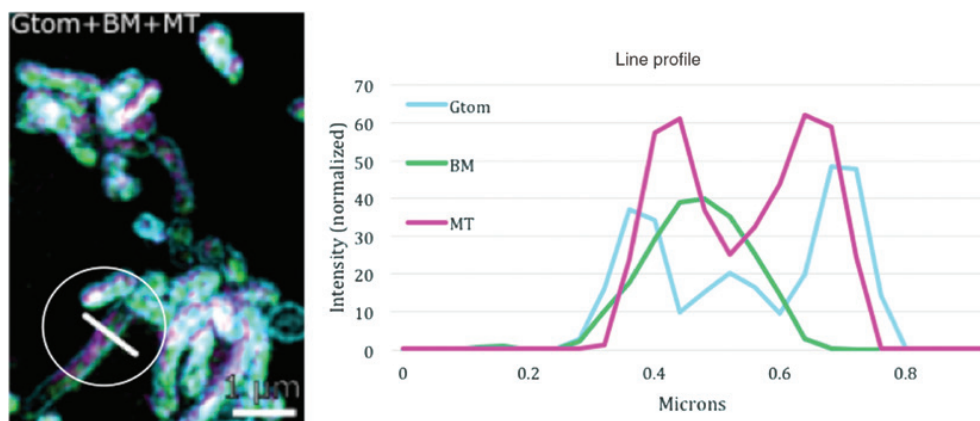 Gtom+BM+MT
1 μm
Line profile
Intensity (normalized)
70
60
50
40
30
20
10
0
Gtom
BM
MT
0
0.2
0.4
0.6
0.8
Microns